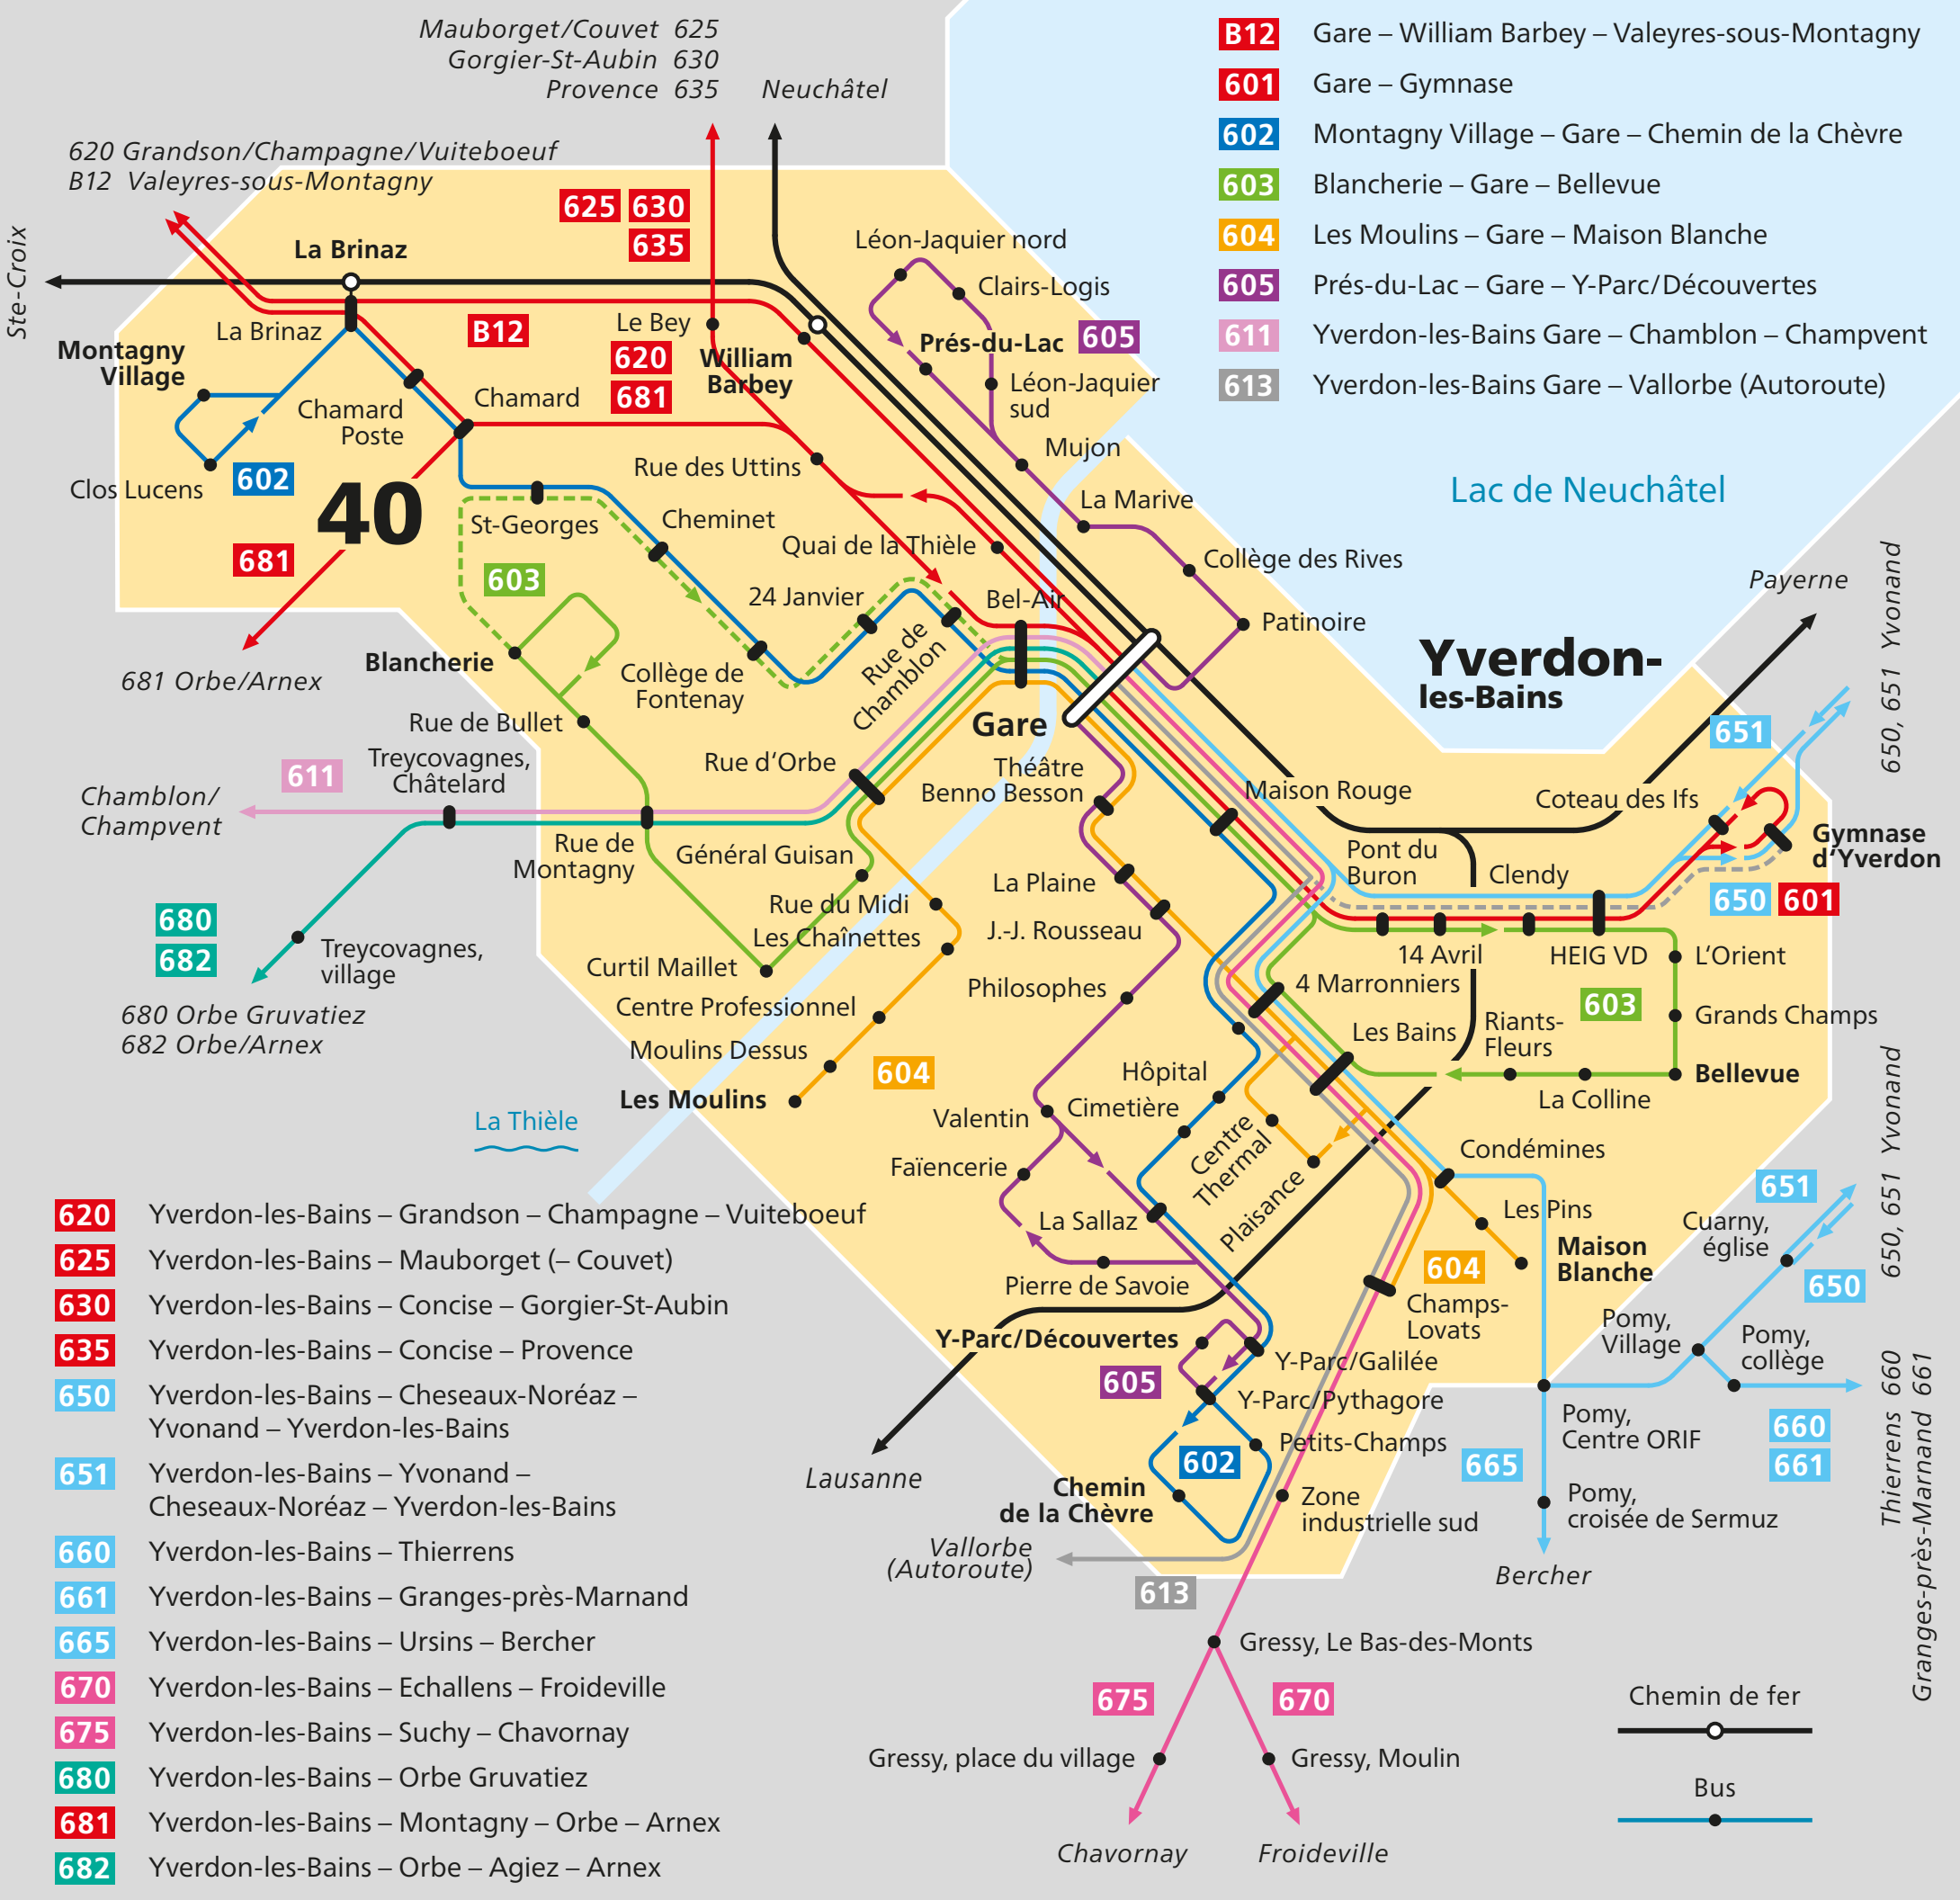 Mauborget/Couvet 625
Gorgier-St-Aubin 630
Provence 635
Neuchâtel
B12 Gare – William Barbey – Valeyres-sous-Montagny
601 Gare – Gymnase
602 Montagny Village – Gare – Chemin de la Chèvre
603 Blancherie – Gare – Bellevue
604 Les Moulins – Gare – Maison Blanche
605 Prés-du-Lac – Gare – Y-Parc/Découvertes
611 Yverdon-les-Bains Gare – Chamblon – Champvent
613 Yverdon-les-Bains Gare – Vallorbe (Autoroute)
620 Grandson/Champagne/Vuiteboeuf
B12 Valeyres-sous-Montagny
625 630
635
Ste-Croix
La Brinaz
La Brinaz
B12
Le Bey
620
681
William
Barbey
Léon-Jaquier nord
Clairs-Logis
Prés-du-Lac
605
Léon-Jaquier
sud
Mujon
Montagny
Village
Chamard
Poste
Chamard
Clos Lucens
602
40
681
681 Orbe/Arnex
Rue des Uttins
La Marive
Lac de Neuchâtel
St-Georges
Cheminet
Quai de la Thièle
Collège des Rives
603
24 Janvier
Bel-Air
Patinoire
Payerne
650, 651 Yvonand
Blancherie
Collège de
Fontenay
Rue de
Chamblon
Gare
Yverdon-
les-Bains
651
Rue de Bullet
Rue d‘Orbe
Théâtre
Benno Besson
Maison Rouge
Coteau des Ifs
Gymnase
d‘Yverdon
611
Treycovagnes,
Châtelard
Chamblon/
Champvent
Rue de
Montagny
Général Guisan
La Plaine
Pont du
Buron
Clendy
650 601
Rue du Midi
Les Chaînettes
J.-J. Rousseau
14 Avril
HEIG VD
L‘Orient
680
682
Treycovagnes,
village
Curtil Maillet
Philosophes
4 Marronniers
603
Grands Champs
680 Orbe Gruvatiez
682 Orbe/Arnex
Centre Professionnel
Moulins Dessus
604
Les Moulins
Les Bains
Riants-
Fleurs
Bellevue
La Colline
Hôpital
Cimetière
Valentin
La Thièle
Centre
Thermal
Plaisance
Condémines
Faïencerie
La Sallaz
Les Pins
Maison
Blanche
604
651
Cuarny,
église
650
650, 651 Yvonand
Pierre de Savoie
Champs-
Lovats
Pomy,
Village
Pomy,
collège
Y-Parc/Découvertes
Y-Parc/Galilée
605
Y-Parc/Pythagore
Petits-Champs
602
Pomy,
Centre ORIF
665
660
661
Thierrens 660
Granges-près-Marnand 661
Lausanne
Chemin
de la Chèvre
Zone
industrielle sud
Pomy,
croisée de Sermuz
Bercher
Vallorbe
(Autoroute)
613
Gressy, Le Bas-des-Monts
675
670
Gressy, place du village
Gressy, Moulin
Chavornay
Froideville
Chemin de fer
Bus
620 Yverdon-les-Bains – Grandson – Champagne – Vuiteboeuf
625 Yverdon-les-Bains – Mauborget (– Couvet)
630 Yverdon-les-Bains – Concise – Gorgier-St-Aubin
635 Yverdon-les-Bains – Concise – Provence
650 Yverdon-les-Bains – Cheseaux-Noréaz –
Yvonand – Yverdon-les-Bains
651 Yverdon-les-Bains – Yvonand –
Cheseaux-Noréaz – Yverdon-les-Bains
660 Yverdon-les-Bains – Thierrens
661 Yverdon-les-Bains – Granges-près-Marnand
665 Yverdon-les-Bains – Ursins – Bercher
670 Yverdon-les-Bains – Echallens – Froideville
675 Yverdon-les-Bains – Suchy – Chavornay
680 Yverdon-les-Bains – Orbe Gruvatiez
681 Yverdon-les-Bains – Montagny – Orbe – Arnex
682 Yverdon-les-Bains – Orbe – Agiez – Arnex